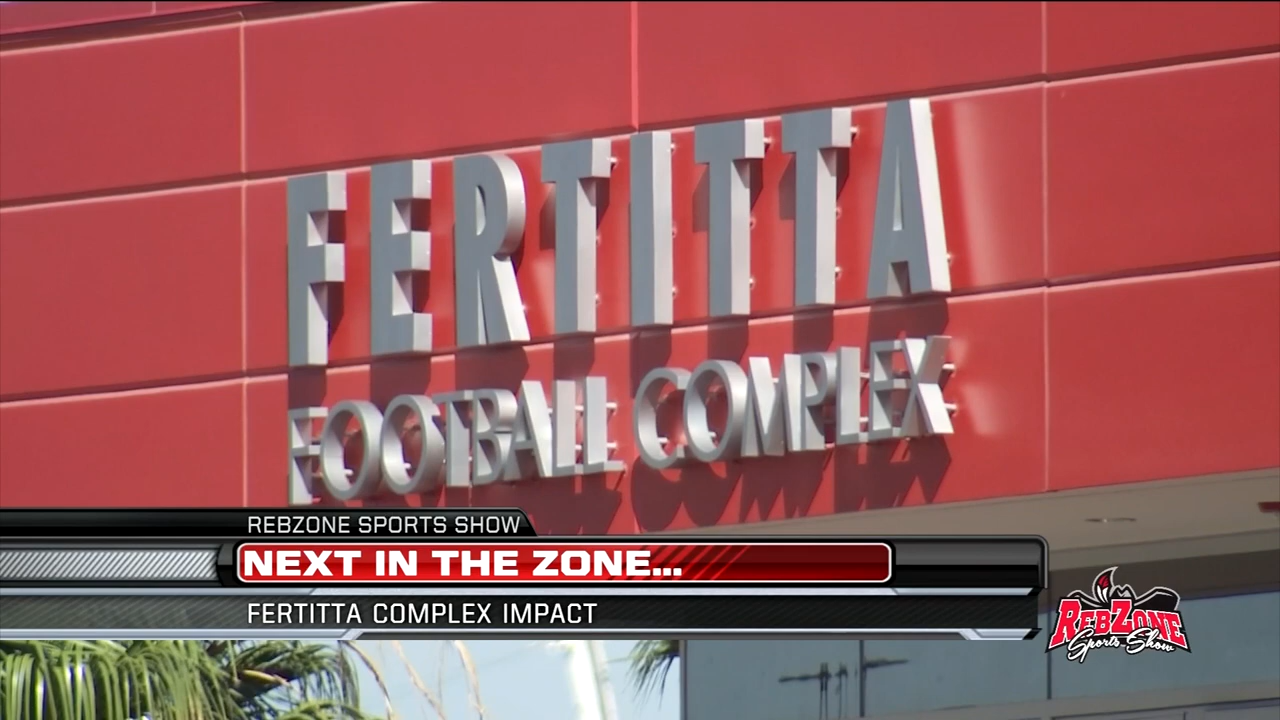 FERTITTA
FOOTBALL COMPLEX
REBZONE SPORTS SHOW
NEXT IN THE ZONE...
FERTITTA COMPLEX IMPACT
REBZONE
Sports Show